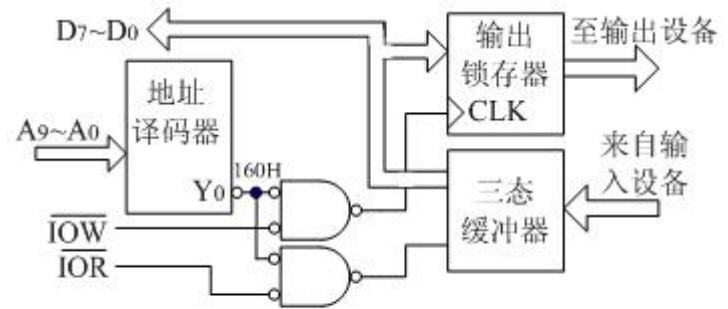 D7~D0
输出
锁存器
CLK
至输出设备
地址
译码器
A9~A0
160H
Y0
来自输
入设备
三态
缓冲器
IOW
IOR